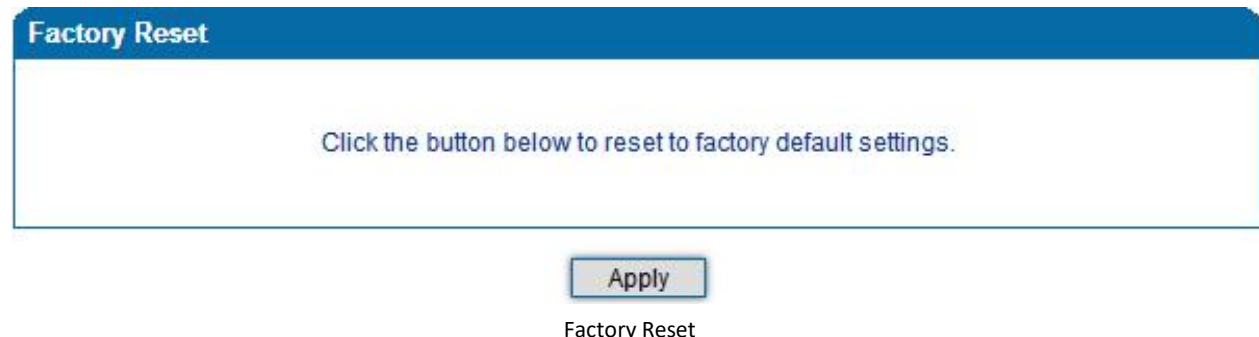 Factory Reset
Click the button below to reset to factory default settings.
Apply
Factory Reset